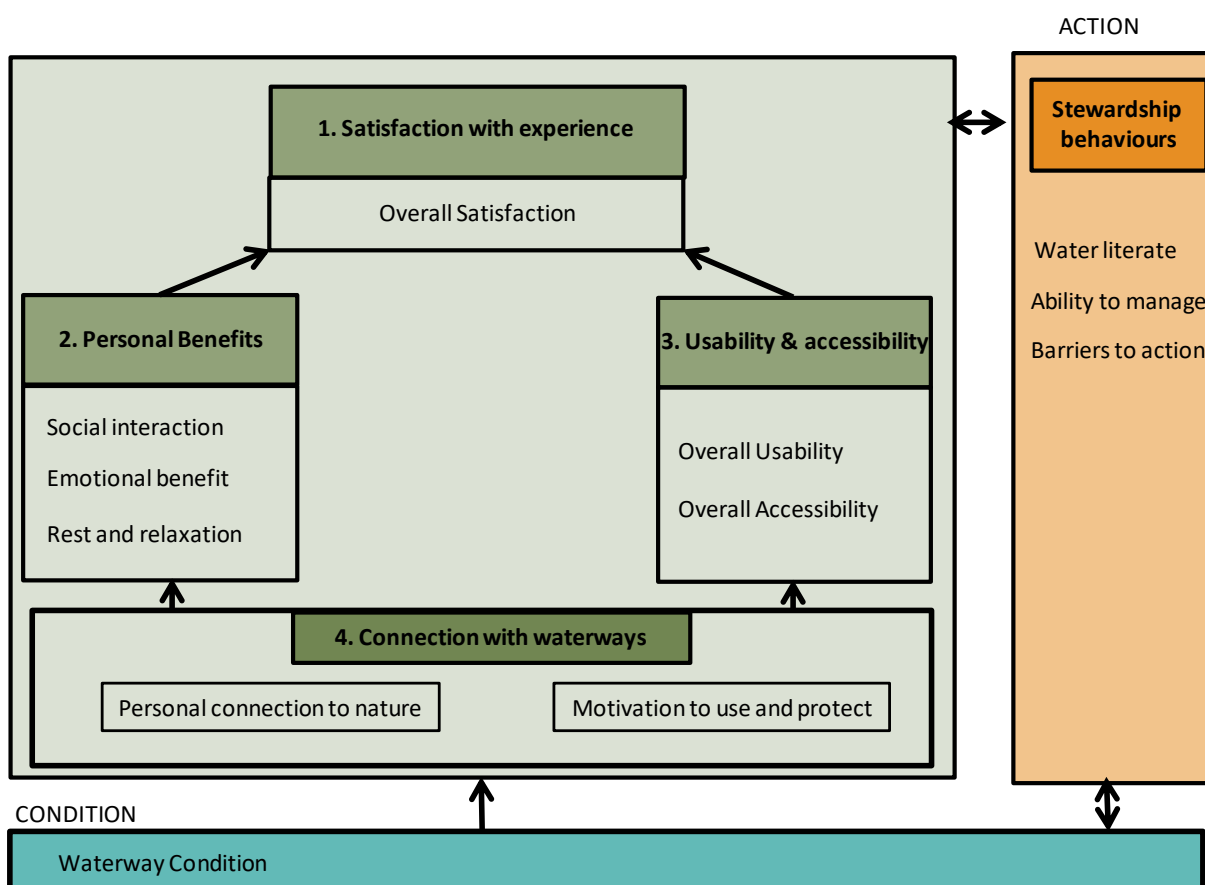 ACTION
1. Satisfaction with experience
Overall Satisfaction
2. Personal Benefits
Social interaction
Emotional benefit
Rest and relaxation
3. Usability & accessibility
Overall Usability
Overall Accessibility
4. Connection with waterways
Personal connection to nature
Motivation to use and protect
Stewardship
behaviours
Water literate
Ability to manage
Barriers to action
CONDITION
Waterway Condition